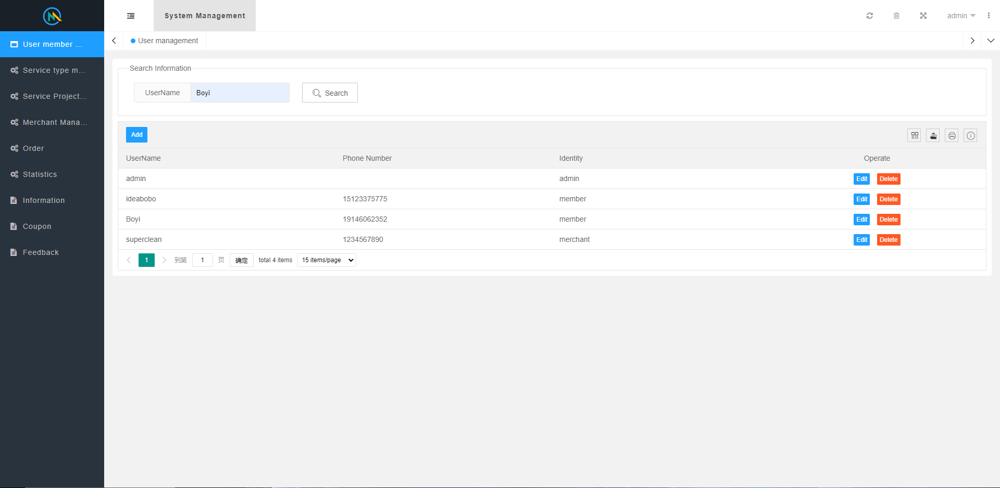 System Management
admin
User member ...
Service type m...
Service Project...
Merchant Mana...
Order
Statistics
Information
Coupon
Feedback
User management
Search Information
UserName Boyi Search
Add
UserName Phone Number Identity Operate
admin admin Edit Delete
ideabobo 15123375775 member Edit Delete
Boyi 19146062352 member Edit Delete
superclean 1234567890 merchant Edit Delete
1 到第 1 页 确定 total 4 items 15 items/page